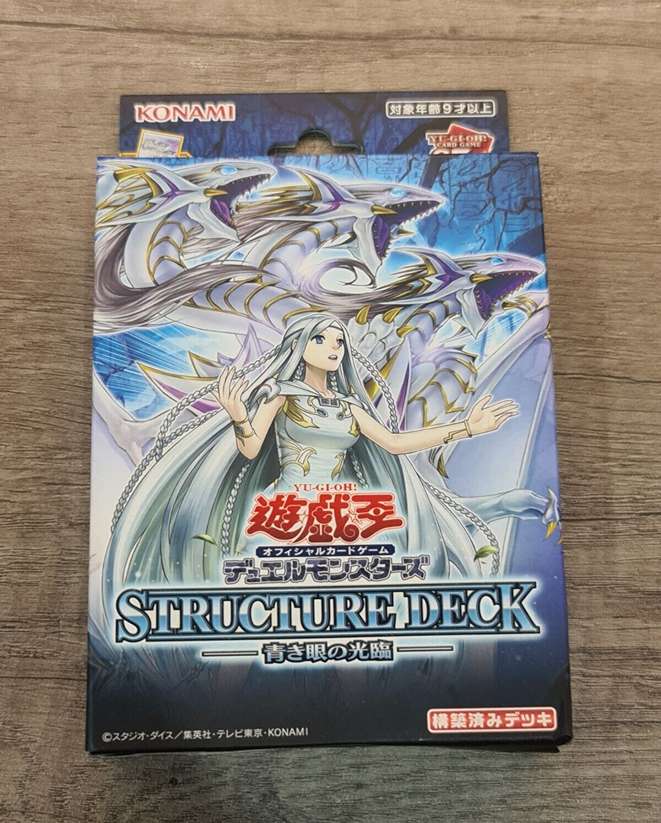 KONAMI
対象年齢9才以上
YU-GI-OH!
CARD GAME
YU-GI-OH!
遊戯王
オフィシャルカードゲーム
デュエルモンスターズ
STRUCTURE DECK
青き眼の光臨
構築済みデッキ
©スタジオ・ダイス／集英社・テレビ東京・KONAMI